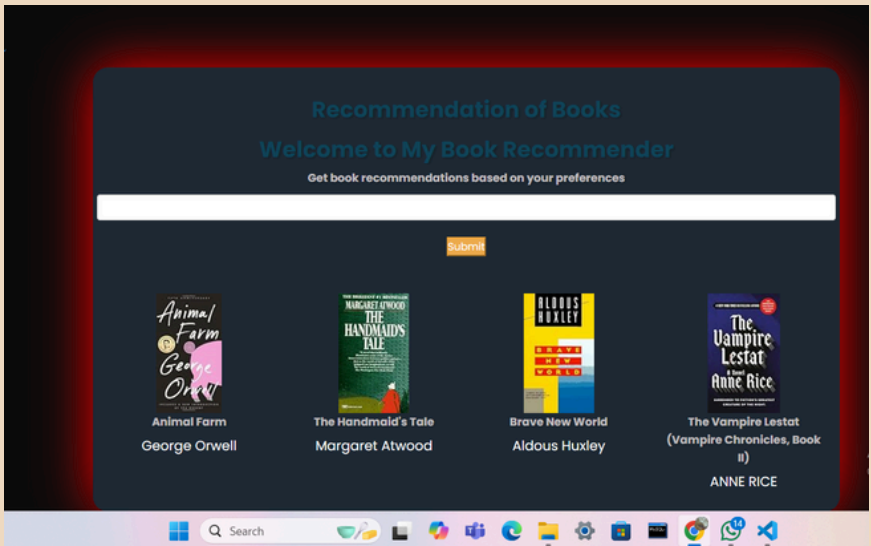 Recommendation of Books
Welcome to My Book Recommender
Get book recommendations based on your preferences
Submit
Animal
Farm
George
Orwell
MARGARET ATWOOD
THE
HANDMAID'S
TALE
ALDOUS
HUXLEY
BRAVE
NEW
WORLD
The
Vampire
Lestat
A Novel
Anne Rice
Animal Farm
The Handmaid's Tale
Brave New World
The Vampire Lestat
(Vampire Chronicles, Book
II)
George Orwell
Margaret Atwood
Aldous Huxley
ANNE RICE
Search
14